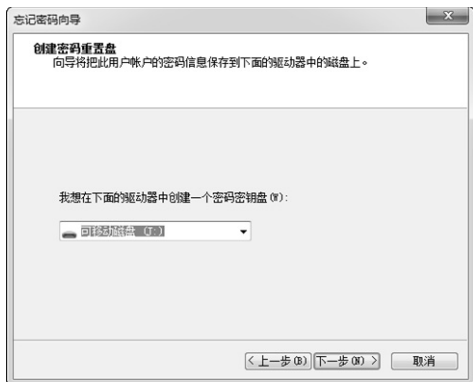 忘记密码向导
创建密码重置盘
向导将把此用户帐户的密码信息保存到下面的驱动器中的磁盘上。
我想在下面的驱动器中创建一个密码密钥盘(W):
可移动磁盘 (J:)
< 上一步(B)
下一步(N) >
取消